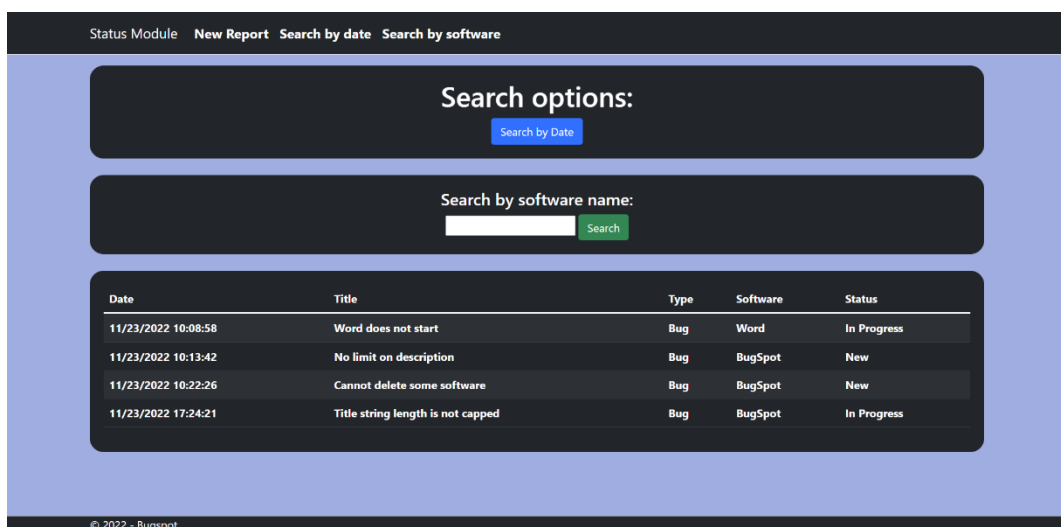 Status Module New Report Search by date Search by software
Search options:
Search by Date
Search by software name:
Search
Date Title Type Software Status
11/23/2022 10:08:58 Word does not start Bug Word In Progress
11/23/2022 10:13:42 No limit on description Bug BugSpot New
11/23/2022 10:22:26 Cannot delete some software Bug BugSpot New
11/23/2022 17:24:21 Title string length is not capped Bug BugSpot In Progress
© 2022 - Bugspot